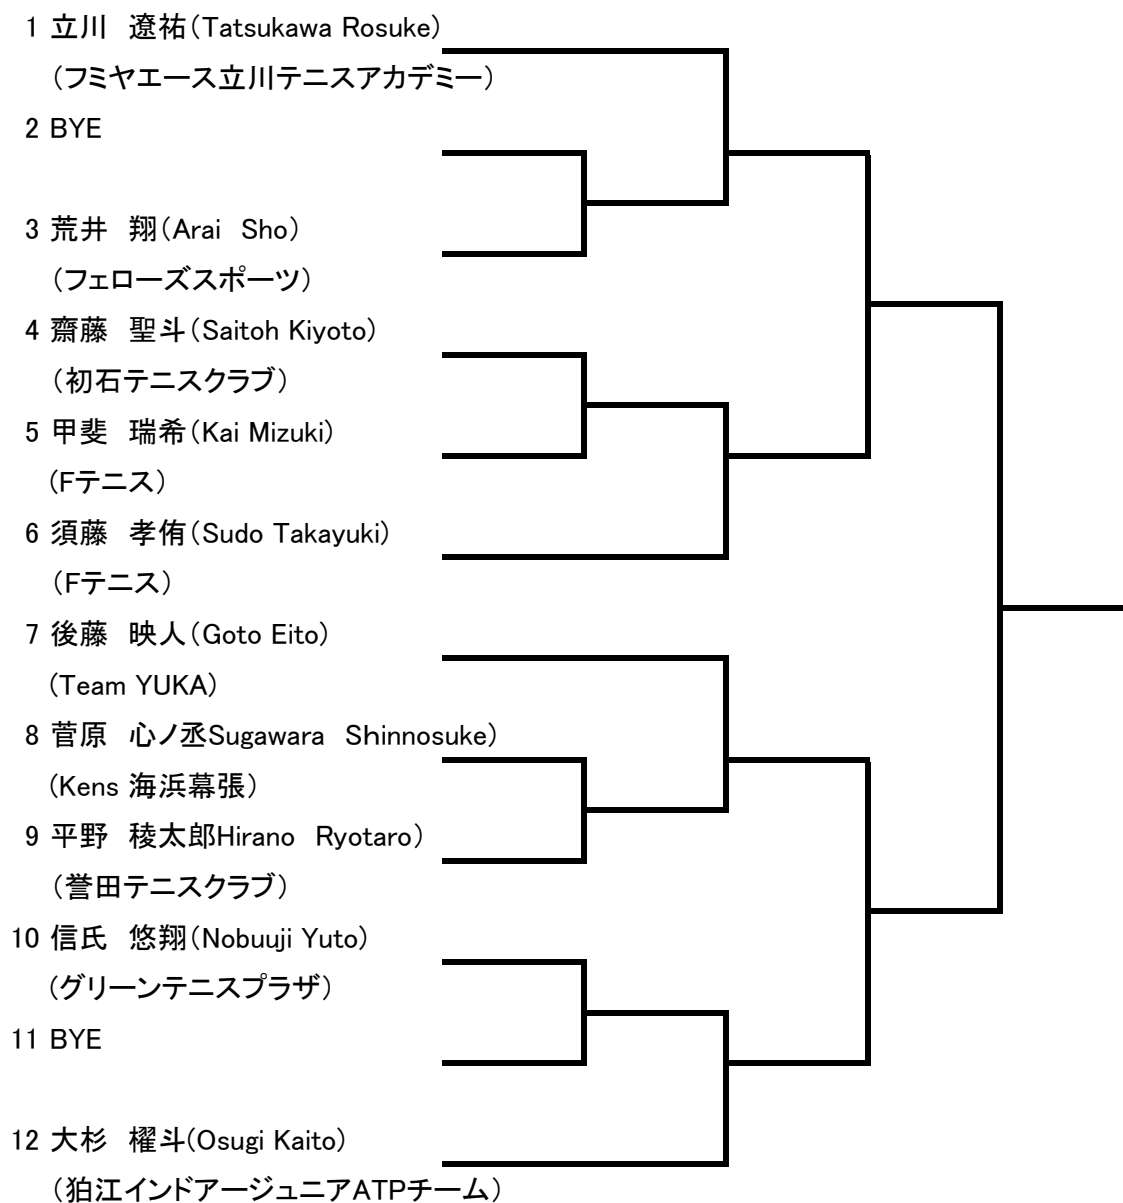 1 立川　遼祐（Tatsukawa Rosuke）
（フミヤエース立川テニスアカデミー）
2 BYE
3 荒井　翔（Arai　Sho）
（フェローズスポーツ）
4 齋藤　聖斗（Saitoh Kiyoto）
（初石テニスクラブ）
5 甲斐　瑞希（Kai Mizuki）
（Fテニス）
6 須藤　孝侑（Sudo Takayuki）
（Fテニス）
7 後藤　映人（Goto Eito）
（Team YUKA）
8 菅原　心ノ丞Sugawara　Shinnosuke）
（Kens 海浜幕張）
9 平野　稜太郎Hirano　Ryotaro）
（誉田テニスクラブ）
10 信氏　悠翔（Nobuuji Yuto）
（グリーンテニスプラザ）
11 BYE
12 大杉　櫂斗（Osugi Kaito）
（狛江インドアージュニアATPチーム）